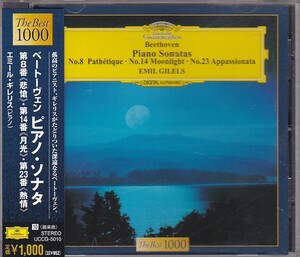 The Best
1000
ベートーヴェン ピアノ・ソナタ
第8番《悲愴》・第14番《月光》・第23番《熱情》
エミール・ギレリス(ピアノ)
STEREO
UCCG-5010
定価 ¥1,000
Beethoven
Piano Sonatas
No.8 Pathétique · No.14 Moonlight · No.23 Appassionata
EMIL GILELS
DIGITAL
The Best 1000